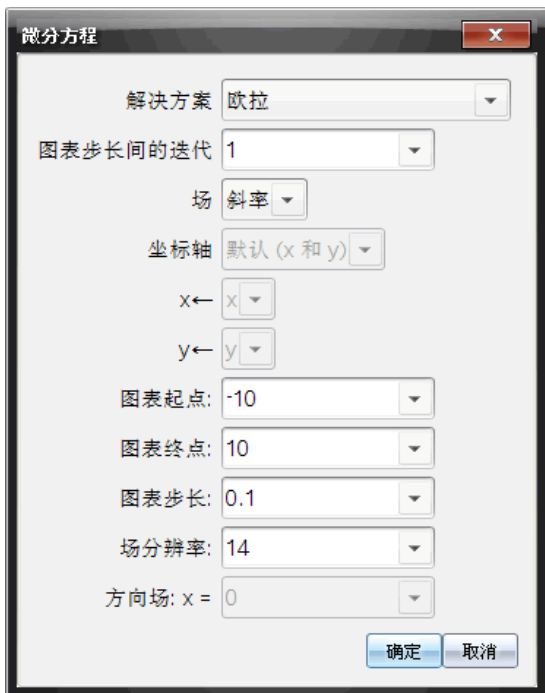 微分方程
解决方案 欧拉
图表步长间的迭代 1
场 斜率
坐标轴 默认 (x 和 y)
x← x
y← y
图表起点: -10
图表终点: 10
图表步长: 0.1
场分辨率: 14
方向场: x = 0
确定 取消